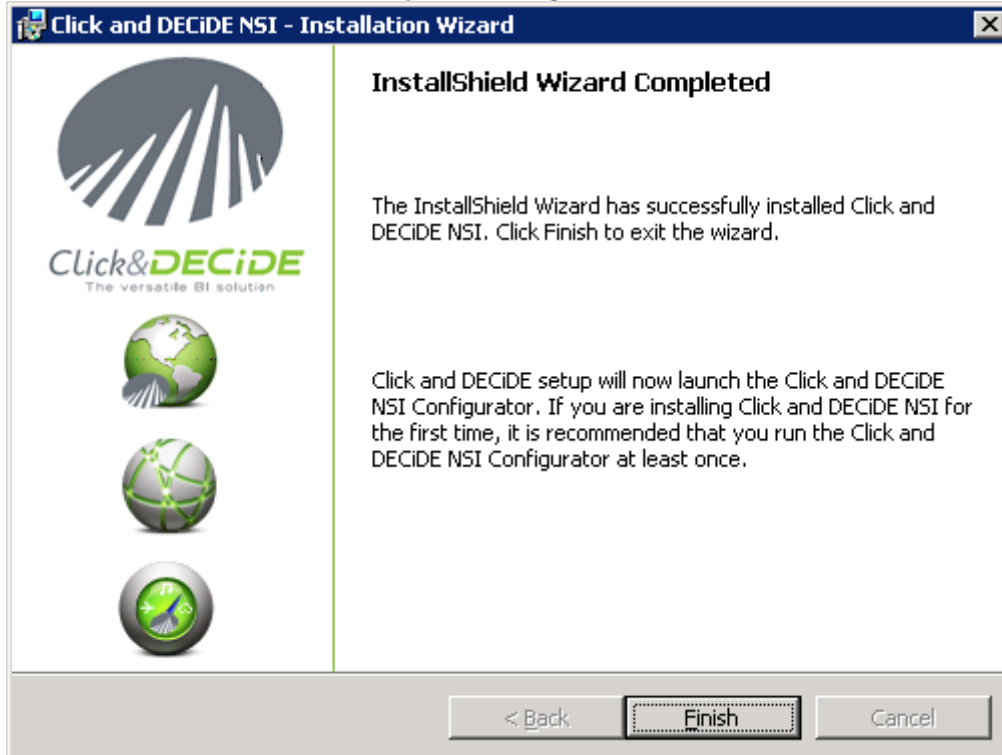 Click and DECiDE NSI - Installation Wizard
InstallShield Wizard Completed
The InstallShield Wizard has successfully installed Click and
DECiDE NSI. Click Finish to exit the wizard.
Click&DECiDE
The versatile BI solution
Click and DECiDE setup will now launch the Click and DECiDE
NSI Configurator. If you are installing Click and DECiDE NSI for
the first time, it is recommended that you run the Click and
DECiDE NSI Configurator at least once.
< Back
Finish
Cancel